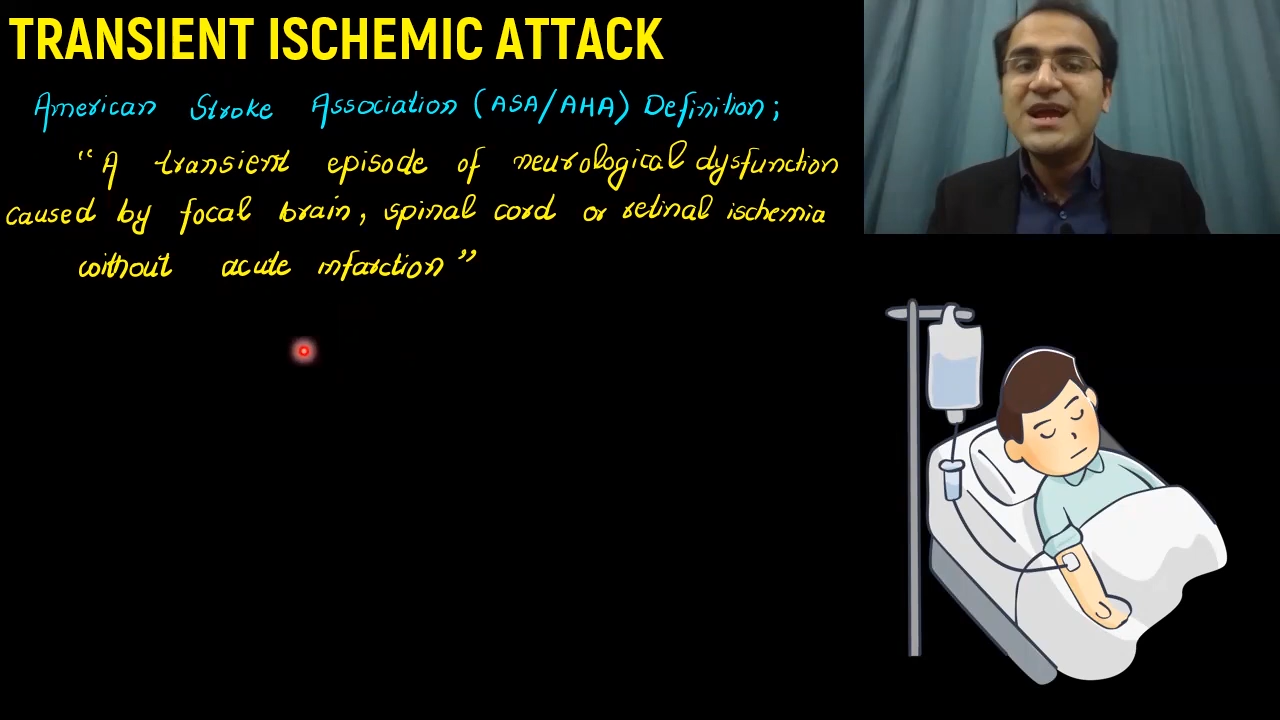 TRANSIENT ISCHEMIC ATTACK
American Stroke Association (ASA/AHA) Definition;
“A transient episode of neurological dysfunction
caused by focal brain, spinal cord or retinal ischemia
without acute infarction”